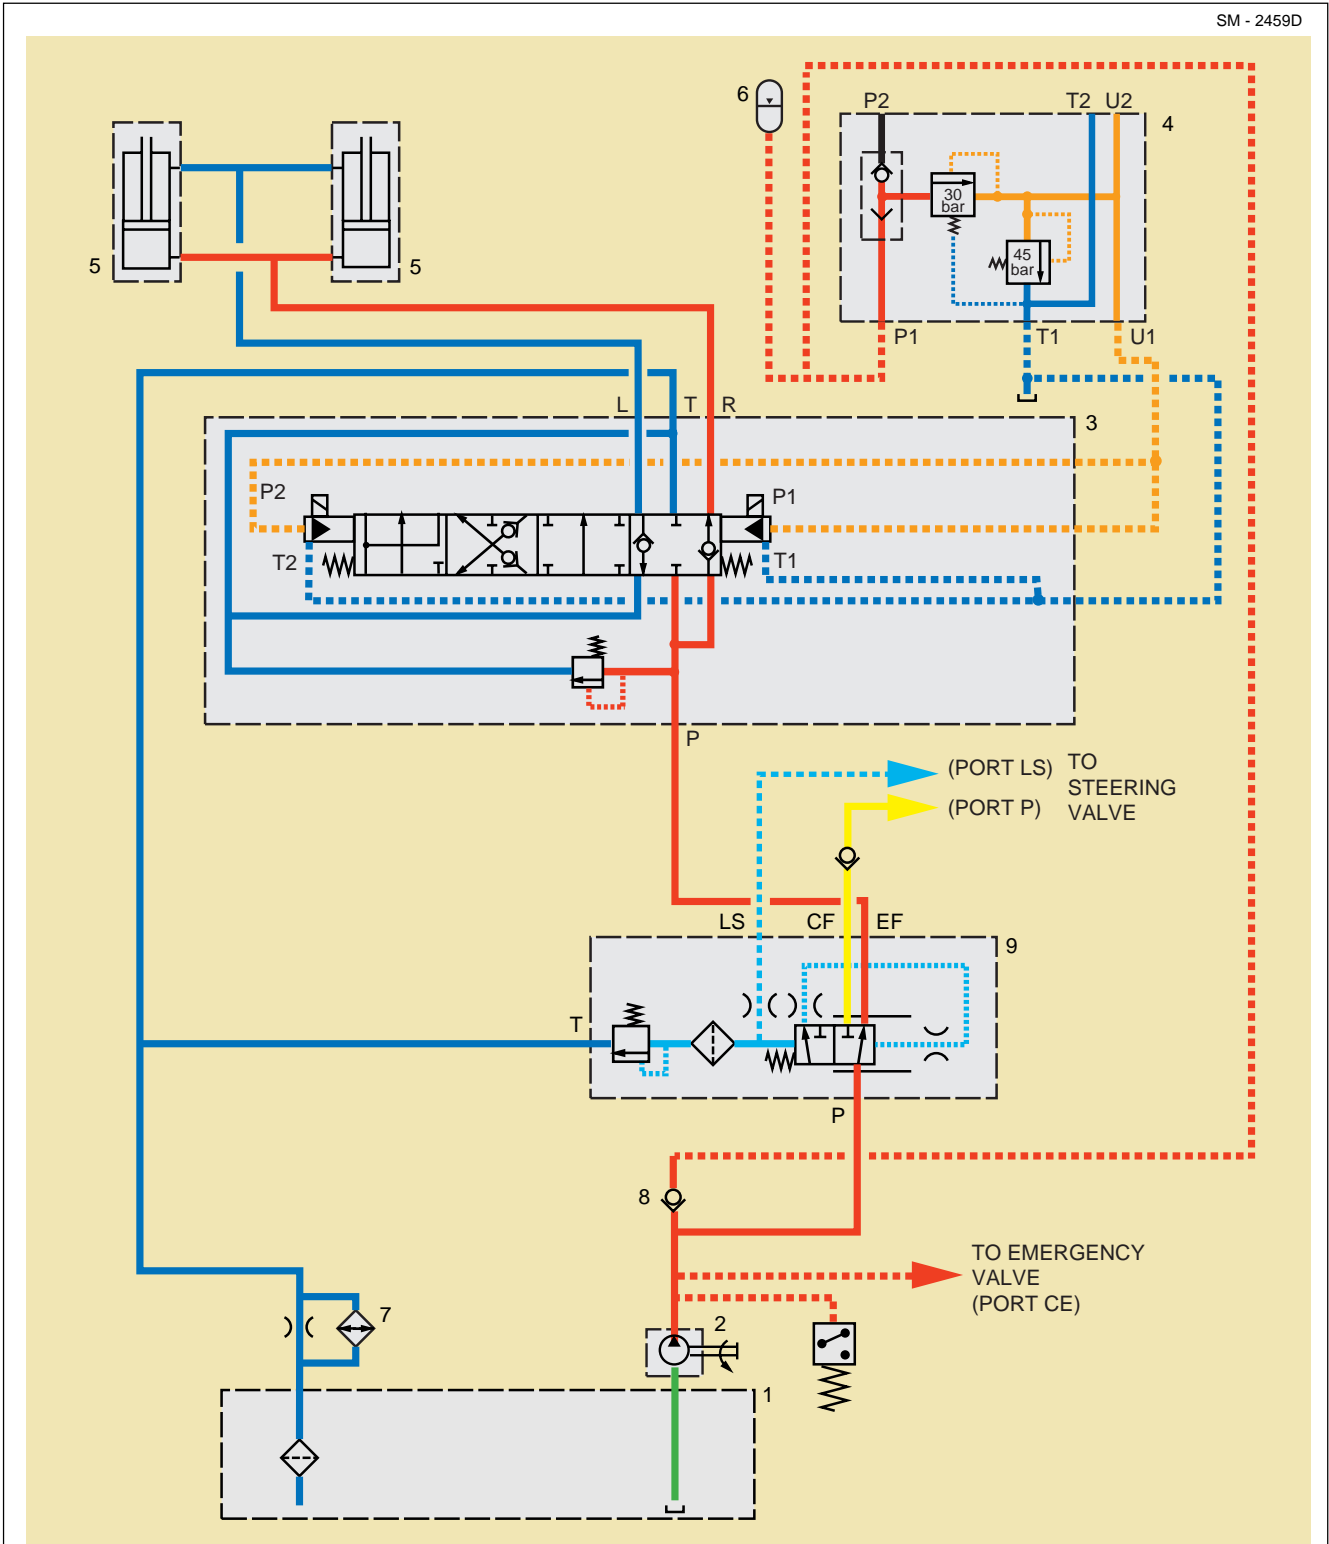 SM - 2459D
6
P2
T2 U2
4
30
bar
45
bar
5
5
P1
T1
U1
L
T
R
3
P2
P1
T2
T1
P
(PORT LS)
(PORT P)
TO
STEERING
VALVE
LS
CF
EF
9
T
P
8
TO EMERGENCY
VALVE
(PORT CE)
7
2
1